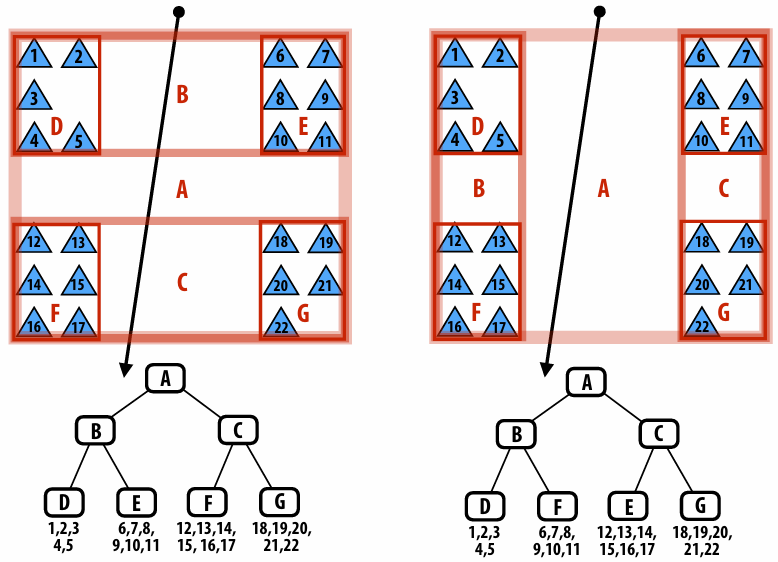 1 2 6 7
3 B 8 9
D E
4 5 10 11
A
12 13 18 19
14 15 C 20 21
F G
16 17 22
A
B C
D E F G
1,2,3 6,7,8, 12,13,14, 18,19,20,
4,5 9,10,11 15, 16,17 21,22
1 2 6 7
3 8 9
D E
4 5 10 11
B A C
12 13 18 19
14 15 20 21
F G
16 17 22
A
B C
D F E G
1,2,3 6,7,8, 12,13,14, 18,19,20,
4,5 9,10,11 15,16,17 21,22